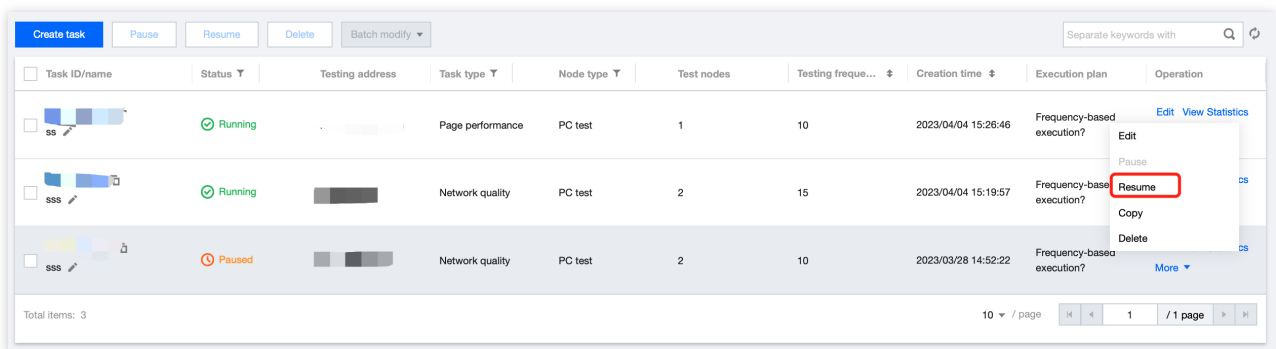 Create task Pause Resume Delete Batch modify Separate keywords with
Task ID/name Status Testing address Task type Node type Test nodes Testing freque... Creation time Execution plan Operation
ss Running Page performance PC test 1 10 2023/04/04 15:26:46 Frequency-based execution? Edit View Statistics
sss Running Network quality PC test 2 15 2023/04/04 15:19:57 execution?
sss Paused Network quality PC test 2 10 2023/03/28 14:52:22 Frequency-based execution? More
Edit
Pause
Resume
Copy
Delete
Total items: 3 10 / page 1 / 1 page